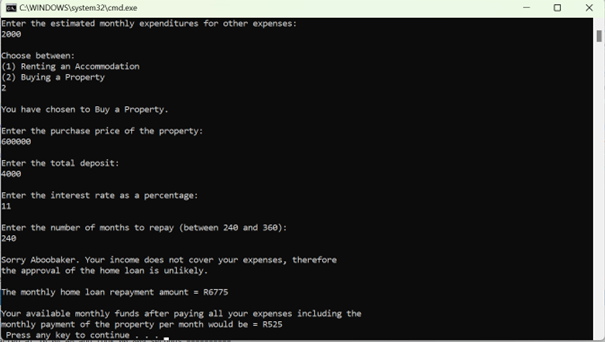 C:\WINDOWS\system32\cmd.exe
Enter the estimated monthly expenditures for other expenses:
2000
Choose between:
(1) Renting an Accommodation
(2) Buying a Property
2
You have chosen to Buy a Property.
Enter the purchase price of the property:
600000
Enter the total deposit:
4000
Enter the interest rate as a percentage:
11
Enter the number of months to repay (between 240 and 360):
240
Sorry Aboobaker. Your income does not cover your expenses, therefore
the approval of the home loan is unlikely.
The monthly home loan repayment amount = R6775
Your available monthly funds after paying all your expenses including the
monthly payment of the property per month would be = R525
Press any key to continue . . .